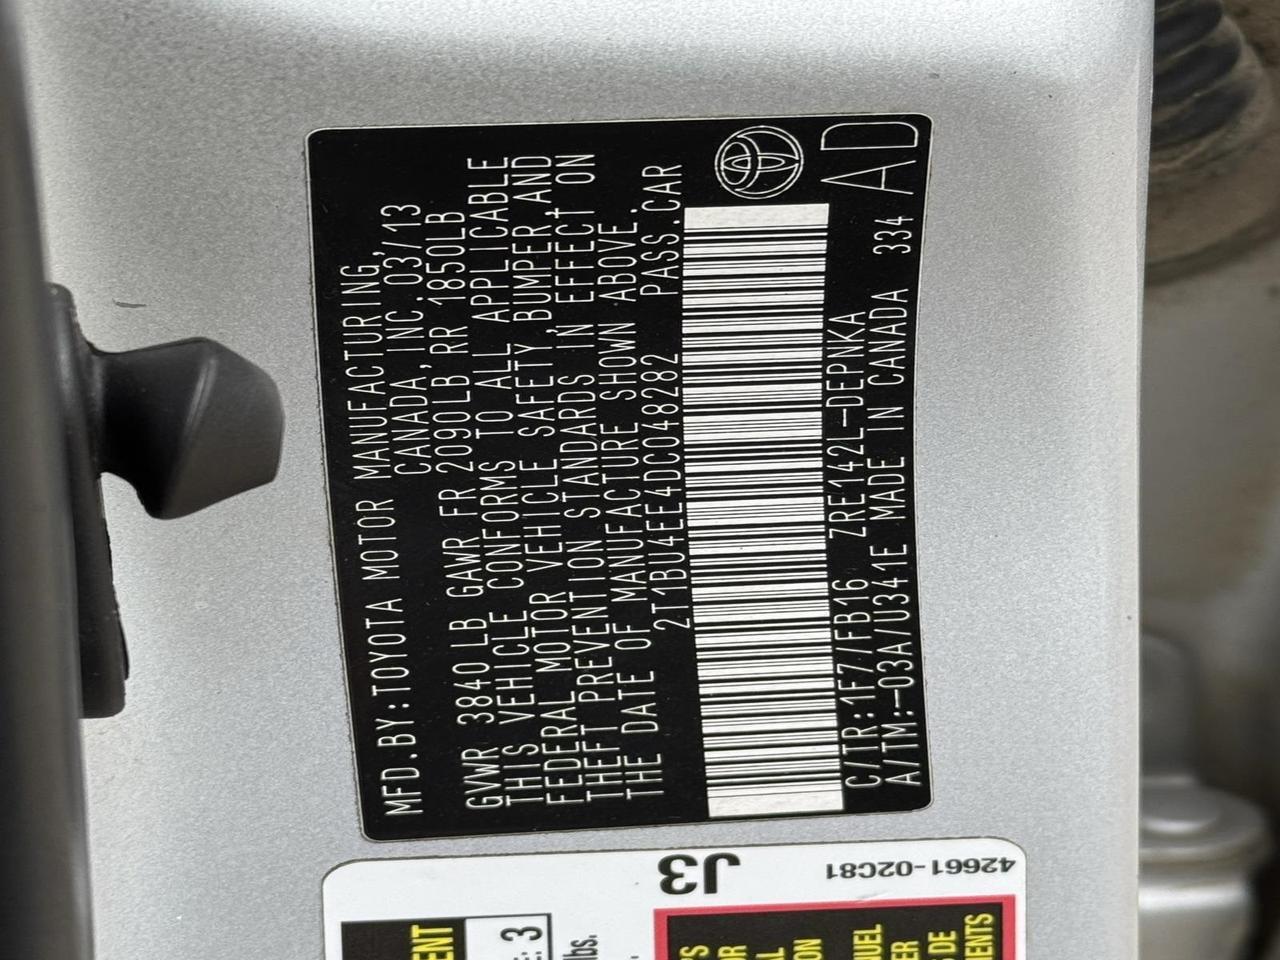 MFD.BY:TOYOTA MOTOR MANUFACTURING,
CANADA,INC.03/13
GVWR 3840LB GAWR FR 2090LB RR 1850LB
THIS VEHICLE CONFORMS TO ALL APPLICABLE
FEDERAL MOTOR VEHICLE SAFETY,BUMPER,AND
THEFT PREVENTION STANDARDS IN EFFECT ON
THE DATE OF MANUFACTURE SHOWN ABOVE.
2T1BU4EE4DC048282 PASS.CAR
C/TR:1F7/FB16 ZRE142L-DEPNKA
A/TM:-03A/U341E MADE IN CANADA 334
AD
J3
42661-02C81
3
lbs.